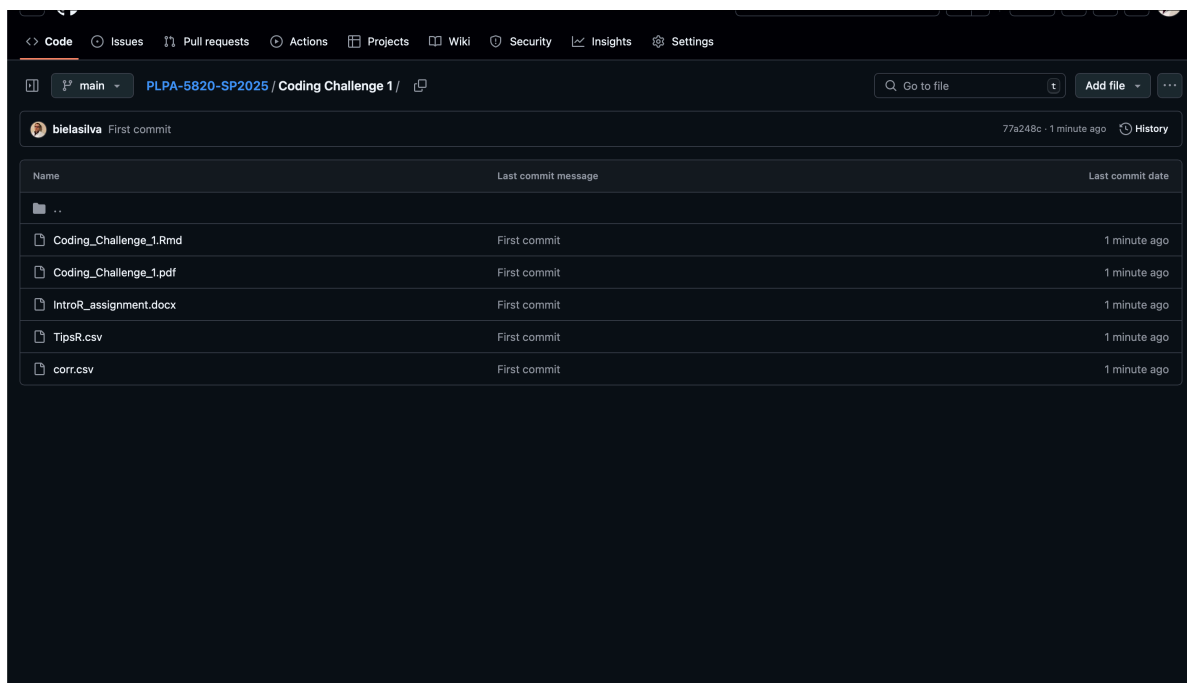 Code Issues Pull requests Actions Projects Wiki Security Insights Settings
main PLPA-5820-SP2025 / Coding Challenge 1 / Go to file t Add file
bielasilva First commit 77a248c · 1 minute ago History
Name Last commit message Last commit date
..
Coding_Challenge_1.Rmd First commit 1 minute ago
Coding_Challenge_1.pdf First commit 1 minute ago
IntroR_assignment.docx First commit 1 minute ago
TipsR.csv First commit 1 minute ago
corr.csv First commit 1 minute ago